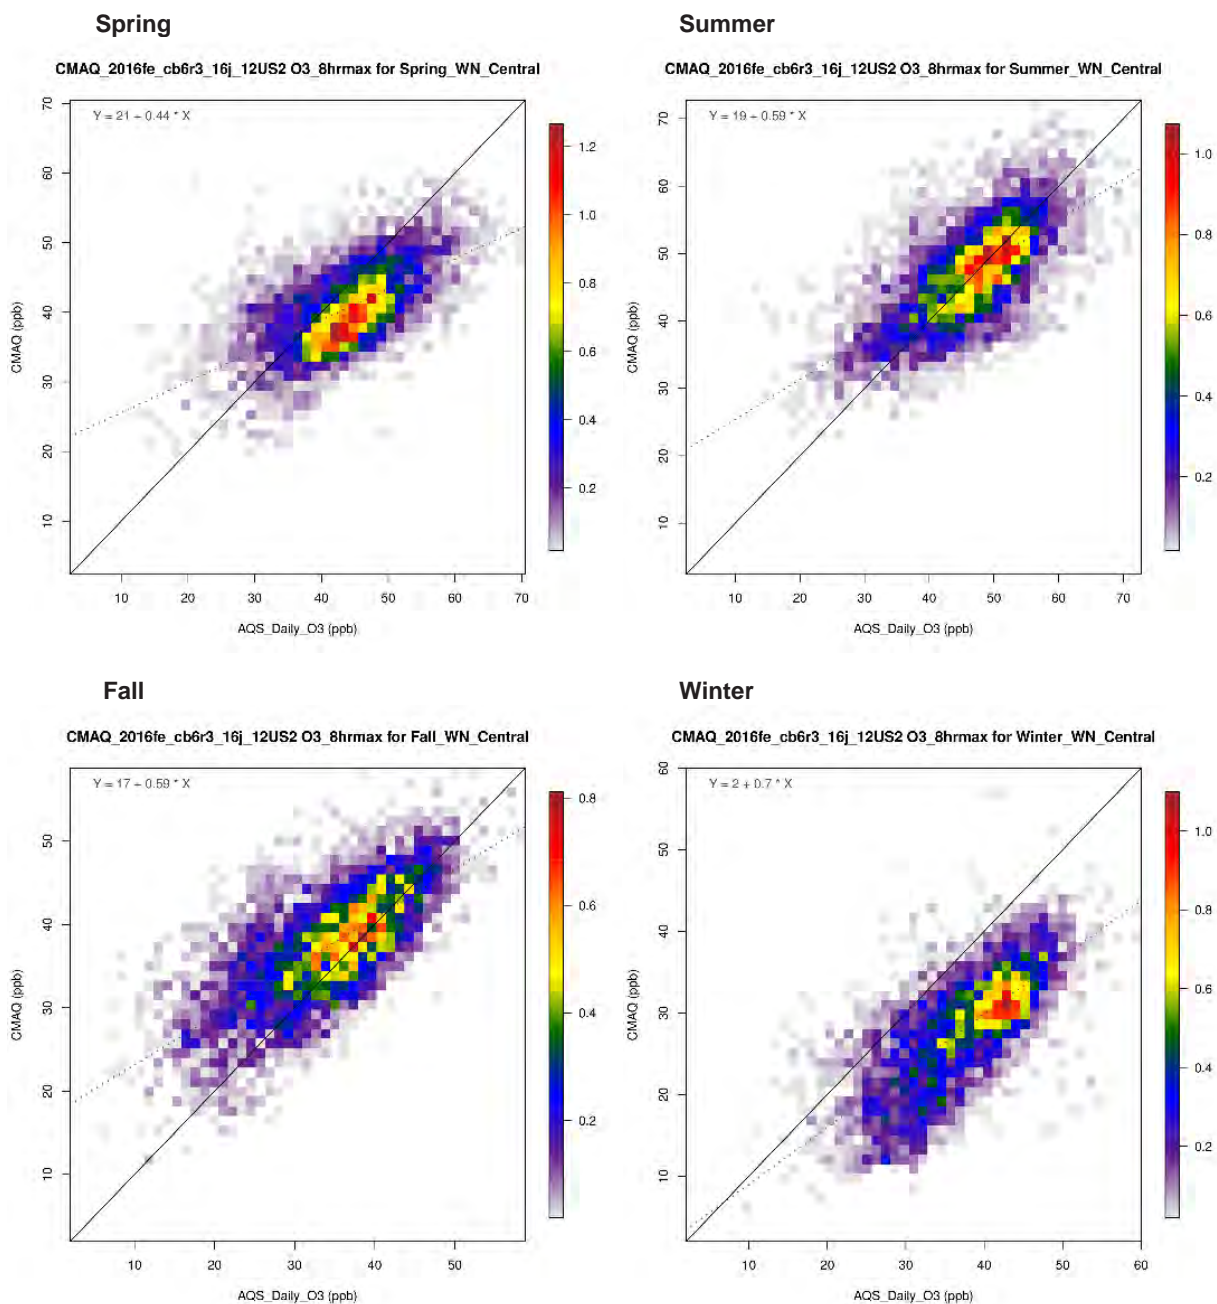 Spring
CMAQ_2016fe_cb6r3_16j_12US2 O3_8hrmax for Spring_WN_Central
Y = 21 + 0.44 * X
70
60
50
40
30
20
10
CMAQ (ppb)
10 20 30 40 50 60 70
AQS_Daily_O3 (ppb)
1.2
1.0
0.8
0.6
0.4
0.2
Summer
CMAQ_2016fe_cb6r3_16j_12US2 O3_8hrmax for Summer_WN_Central
Y = 19 + 0.59 * X
70
60
50
40
30
20
10
CMAQ (ppb)
10 20 30 40 50 60 70
AQS_Daily_O3 (ppb)
1.0
0.8
0.6
0.4
0.2
Fall
CMAQ_2016fe_cb6r3_16j_12US2 O3_8hrmax for Fall_WN_Central
Y = 17 + 0.59 * X
50
40
30
20
10
CMAQ (ppb)
10 20 30 40 50
AQS_Daily_O3 (ppb)
0.8
0.6
0.4
0.2
Winter
CMAQ_2016fe_cb6r3_16j_12US2 O3_8hrmax for Winter_WN_Central
Y = 2 + 0.7 * X
60
50
40
30
20
10
CMAQ (ppb)
10 20 30 40 50 60
AQS_Daily_O3 (ppb)
1.0
0.8
0.6
0.4
0.2